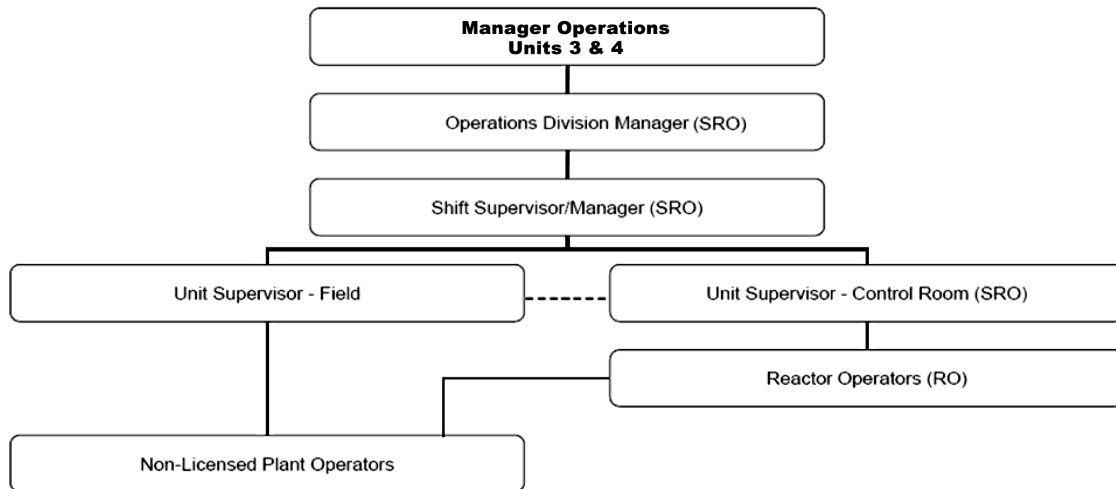 Manager Operations
Units 3 & 4
Operations Division Manager (SRO)
Shift Supervisor/Manager (SRO)
Unit Supervisor - Field
Unit Supervisor - Control Room (SRO)
Reactor Operators (RO)
Non-Licensed Plant Operators